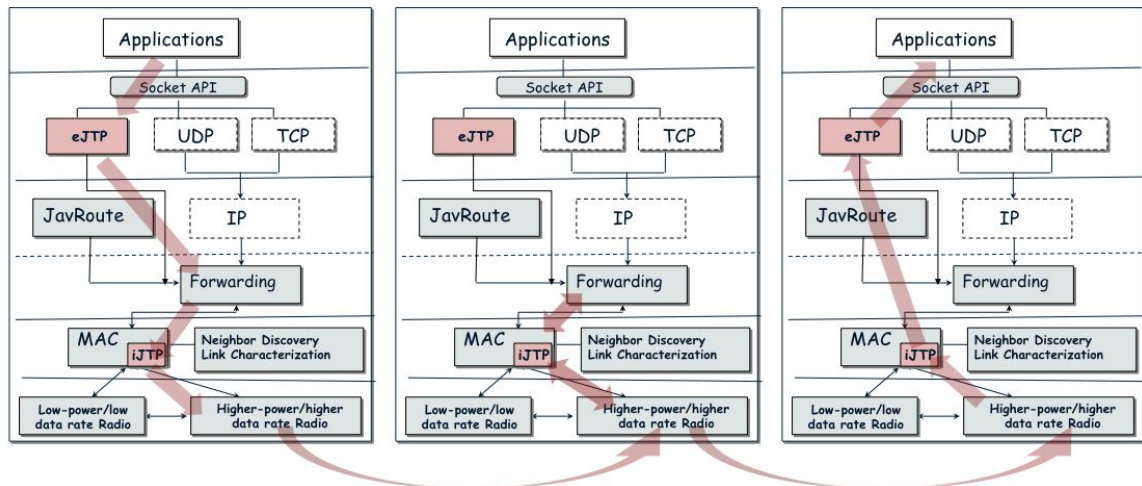 Applications
Socket API
eJTP
UDP
TCP
JavRoute
IP
Forwarding
MAC
iJTP
Neighbor Discovery
Link Characterization
Low-power/low
data rate Radio
Higher-power/higher
data rate Radio
Applications
Socket API
eJTP
UDP
TCP
JavRoute
IP
Forwarding
MAC
iJTP
Neighbor Discovery
Link Characterization
Low-power/low
data rate Radio
Higher-power/higher
data rate Radio
Applications
Socket API
eJTP
UDP
TCP
JavRoute
IP
Forwarding
MAC
iJTP
Neighbor Discovery
Link Characterization
Low-power/low
data rate Radio
Higher-power/higher
data rate Radio